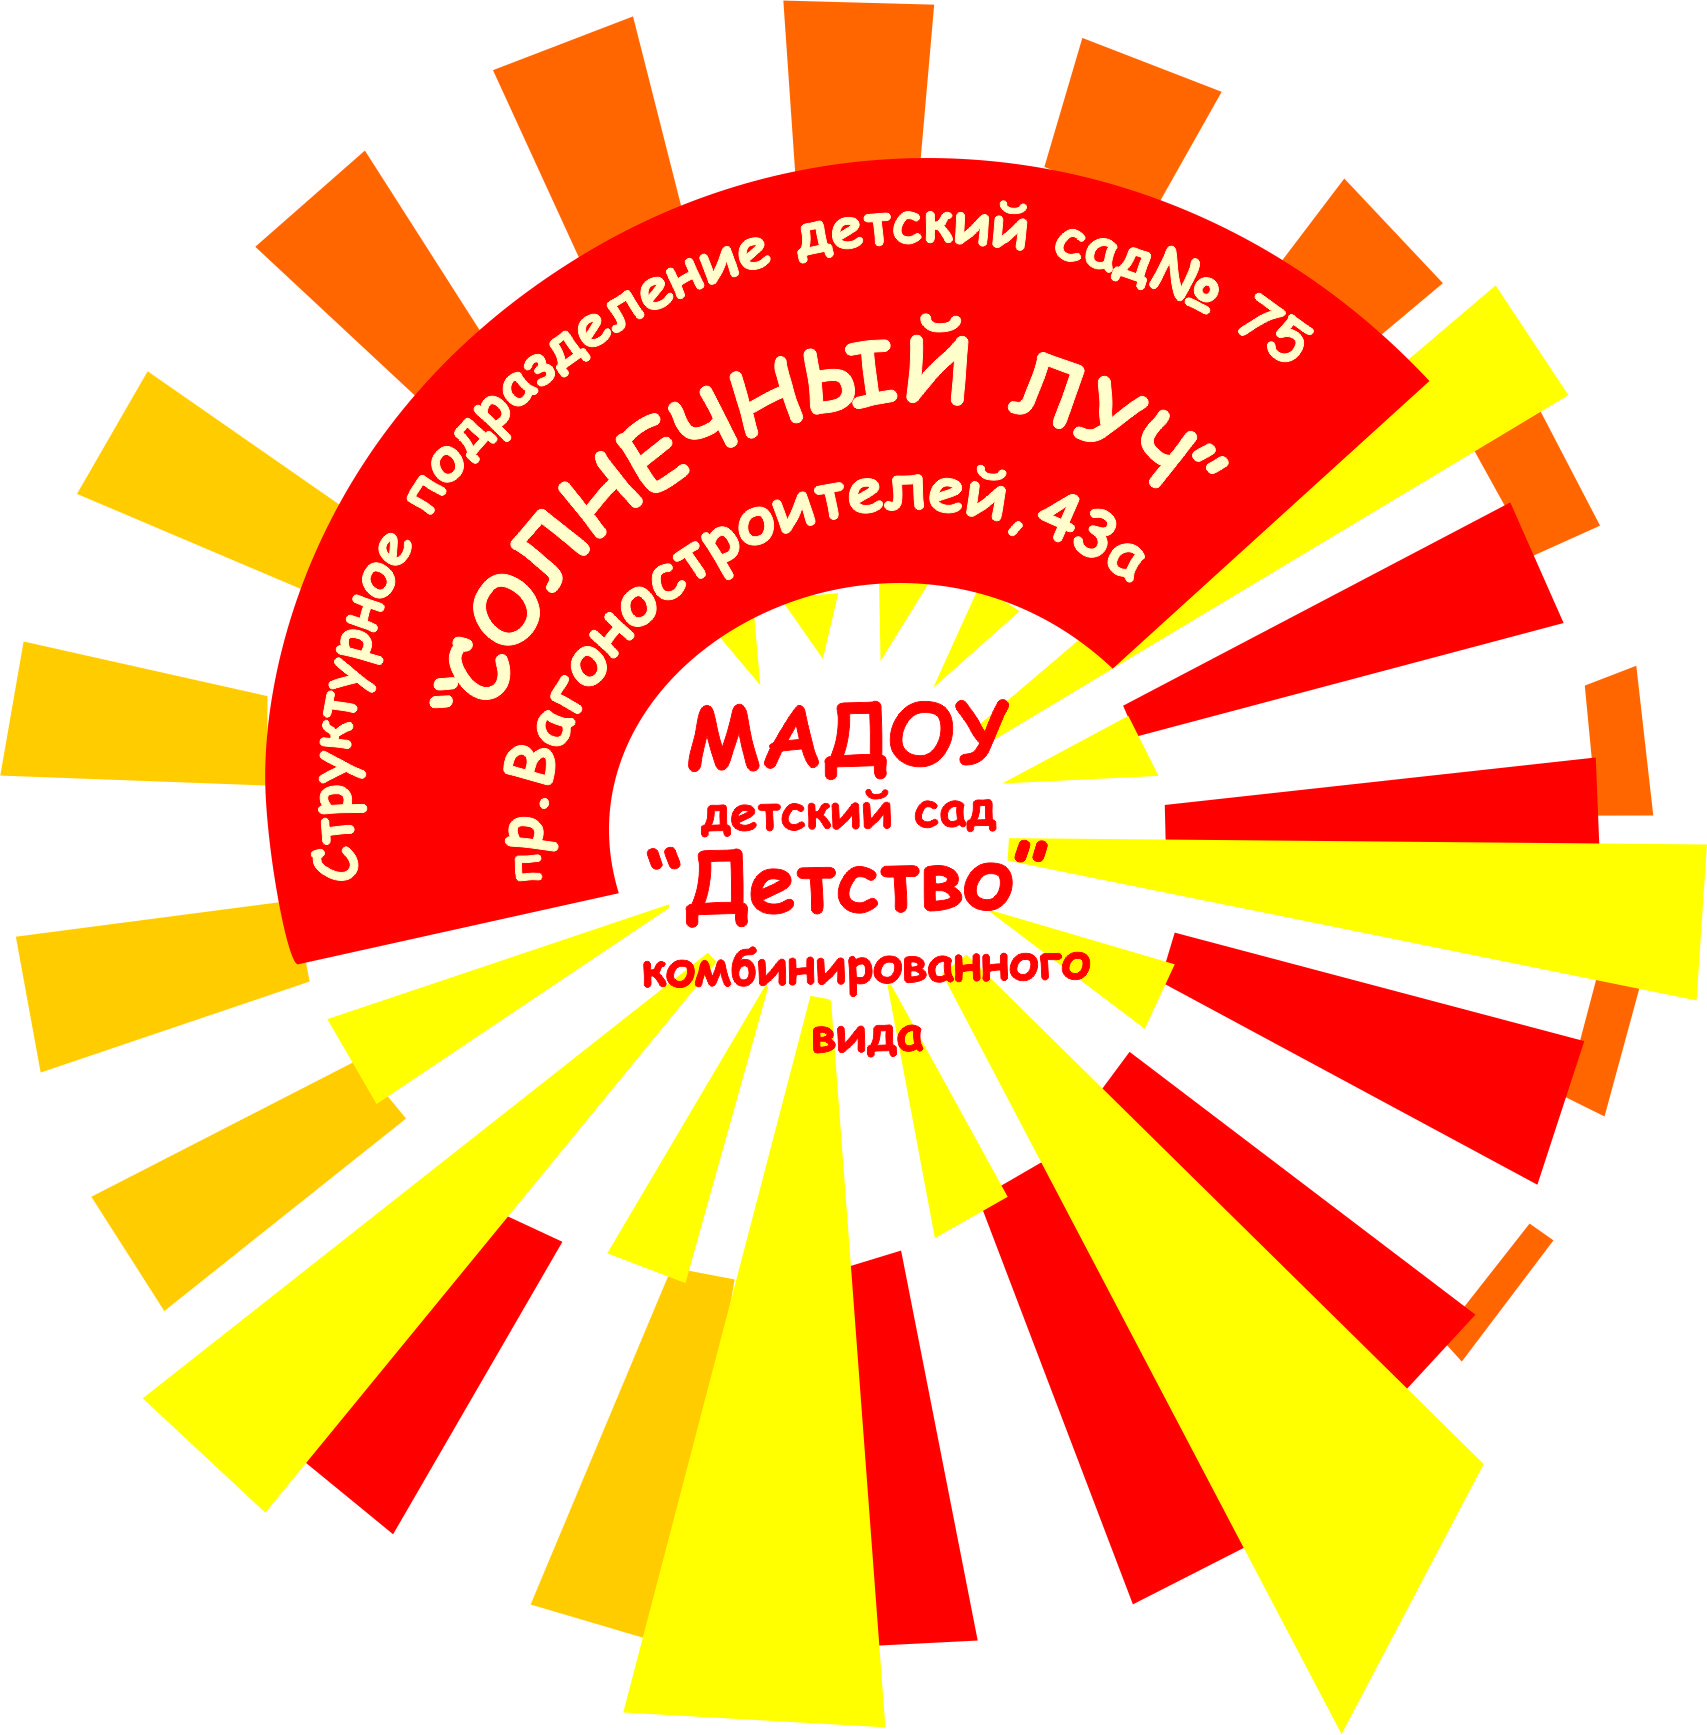 Структурное подразделение детский сад№ 75
"СОЛНЕЧНЫЙ ЛУЧ"
пр.Вагоностроителей, 43а
МАДОУ
детский сад
"Детство"
комбинированного
вида